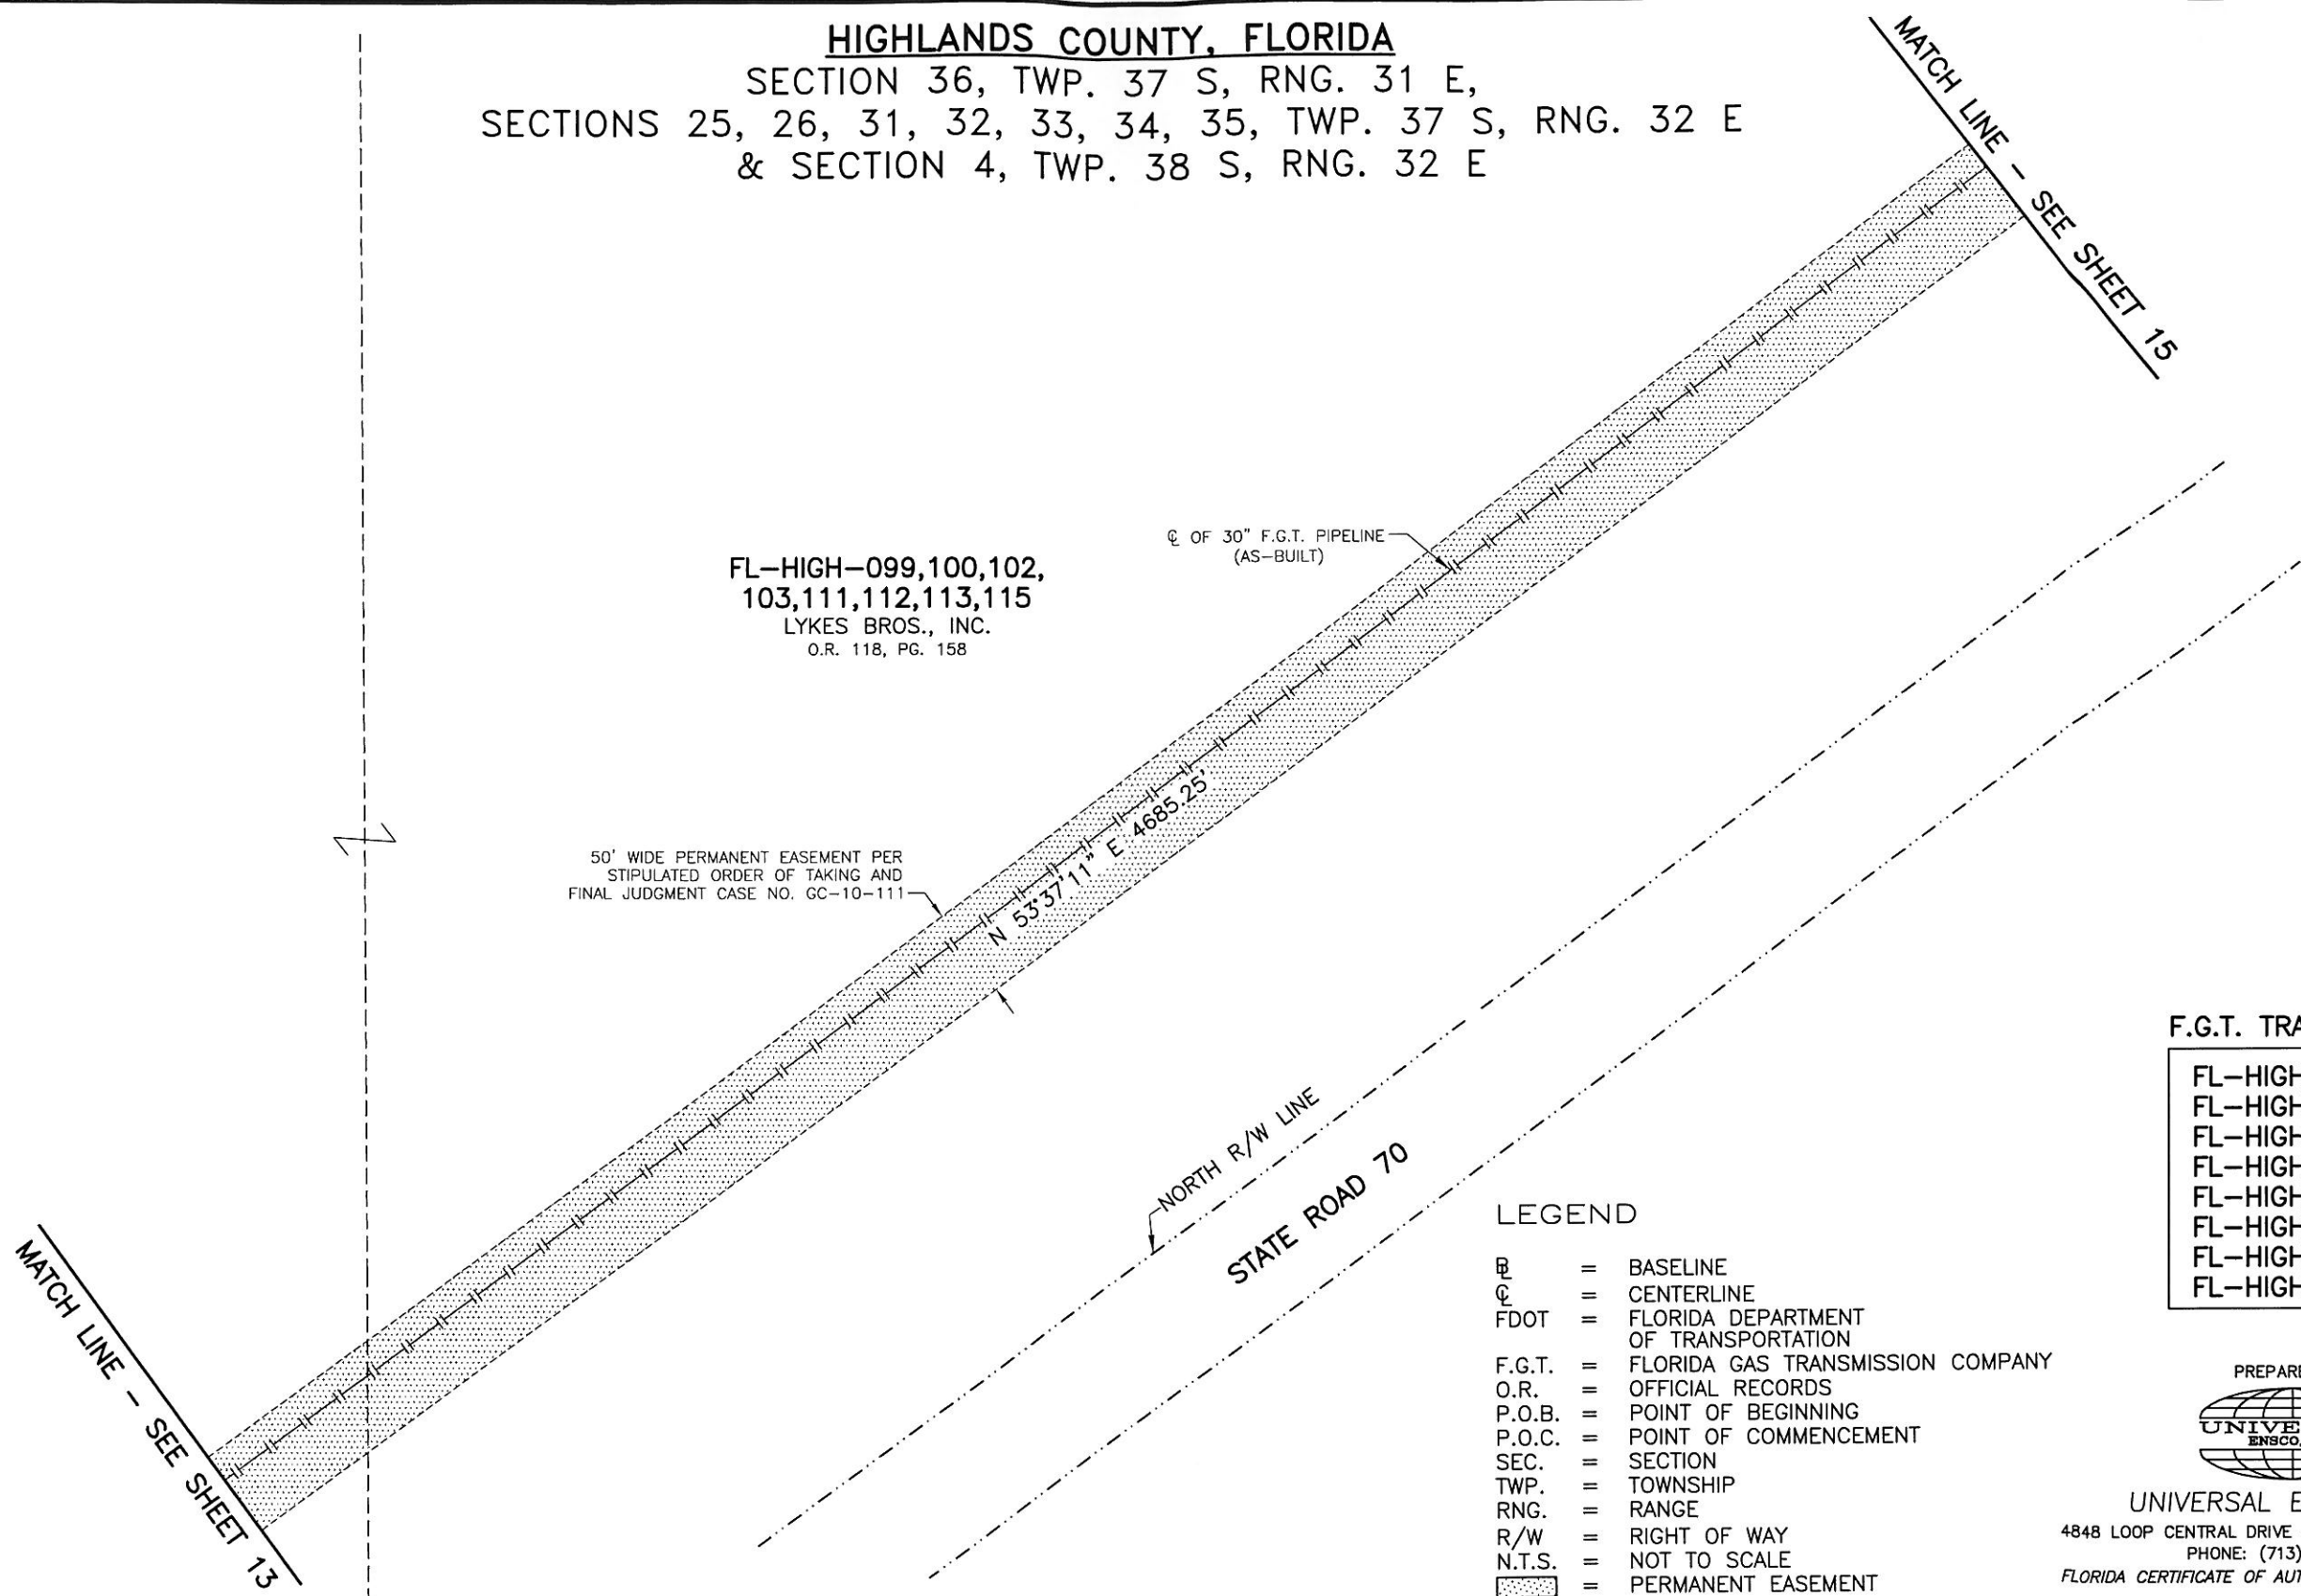 HIGHLANDS COUNTY, FLORIDA
SECTION 36, TWP. 37 S, RNG. 31 E,
SECTIONS 25, 26, 31, 32, 33, 34, 35, TWP. 37 S, RNG. 32 E
& SECTION 4, TWP. 38 S, RNG. 32 E
MATCH LINE - SEE SHEET 15
℄ OF 30" F.G.T. PIPELINE
(AS-BUILT)
FL-HIGH-099,100,102,
103,111,112,113,115
LYKES BROS., INC.
O.R. 118, PG. 158
N 53°37'11" E 4685.25'
50' WIDE PERMANENT EASEMENT PER
STIPULATED ORDER OF TAKING AND
FINAL JUDGMENT CASE NO. GC-10-111
NORTH R/W LINE
STATE ROAD 70
MATCH LINE - SEE SHEET 13
LEGEND
BL = BASELINE
℄ = CENTERLINE
FDOT = FLORIDA DEPARTMENT
OF TRANSPORTATION
F.G.T. = FLORIDA GAS TRANSMISSION COMPANY
O.R. = OFFICIAL RECORDS
P.O.B. = POINT OF BEGINNING
P.O.C. = POINT OF COMMENCEMENT
SEC. = SECTION
TWP. = TOWNSHIP
RNG. = RANGE
R/W = RIGHT OF WAY
N.T.S. = NOT TO SCALE
= PERMANENT EASEMENT
F.G.T. TRA
FL-HIGH
FL-HIGH
FL-HIGH
FL-HIGH
FL-HIGH
FL-HIGH
FL-HIGH
FL-HIGH
PREPARE
UNIVE
ENSCO,
UNIVERSAL E
4848 LOOP CENTRAL DRIVE
PHONE: (713)
FLORIDA CERTIFICATE OF AUT